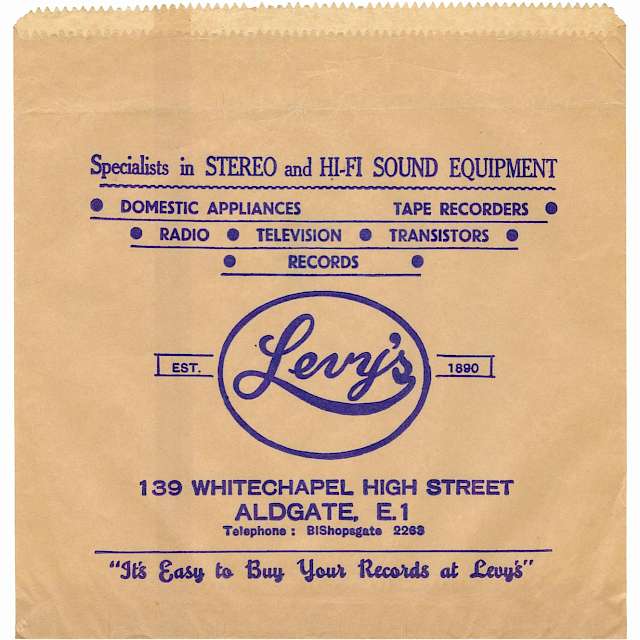 Specialists in STEREO and HI-FI SOUND EQUIPMENT
● DOMESTIC APPLIANCES TAPE RECORDERS ●
● RADIO ● TELEVISION ● TRANSISTORS ●
● RECORDS ●
Levy's
EST. 1890
139 WHITECHAPEL HIGH STREET
ALDGATE, E.1
Telephone : BIShopsgate 2263
"It's Easy to Buy Your Records at Levy's"